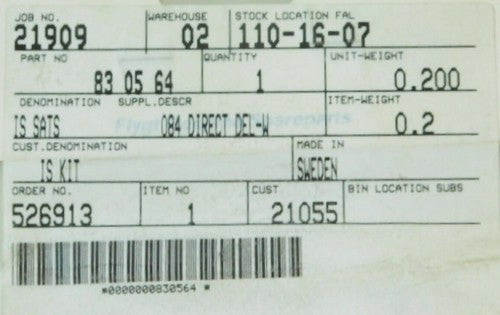 JOB NO. WAREHOUSE STOCK LOCATION FAL
21909 02 110-16-07
PART NO QUANTITY UNIT-WEIGHT
83 05 64 1 0.200
DENOMINATION SUPPL.DESCR ITEM-WEIGHT
IS SATS 084 DIRECT DEL-W 0.2
CUST.DENOMINATION MADE IN
IS KIT SWEDEN
ORDER NO. ITEM NO CUST BIN LOCATION SUBS
526913 1 21055
*0000000830564 *